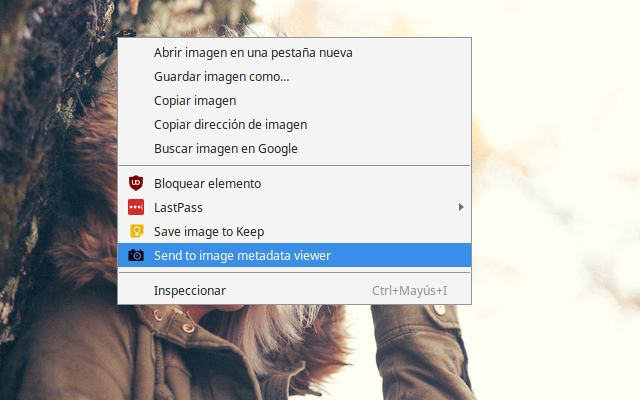 Abrir imagen en una pestaña nueva
Guardar imagen como...
Copiar imagen
Copiar dirección de imagen
Buscar imagen en Google
Bloquear elemento
LastPass
Save image to Keep
Send to image metadata viewer
Inspeccionar Ctrl+Mayús+I